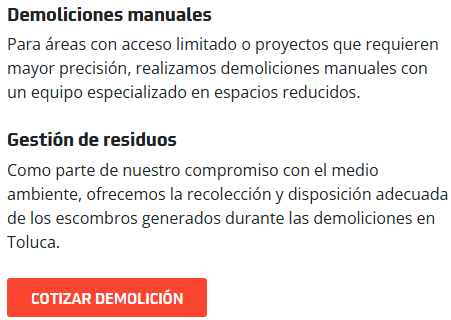 Demoliciones manuales
Para áreas con acceso limitado o proyectos que requieren
mayor precisión, realizamos demoliciones manuales con
un equipo especializado en espacios reducidos.
Gestión de residuos
Como parte de nuestro compromiso con el medio
ambiente, ofrecemos la recolección y disposición adecuada
de los escombros generados durante las demoliciones en
Toluca.
COTIZAR DEMOLICIÓN